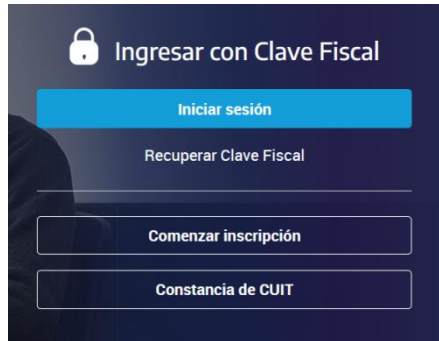 Ingresar con Clave Fiscal
Iniciar sesión
Recuperar Clave Fiscal
Comenzar inscripción
Constancia de CUIT